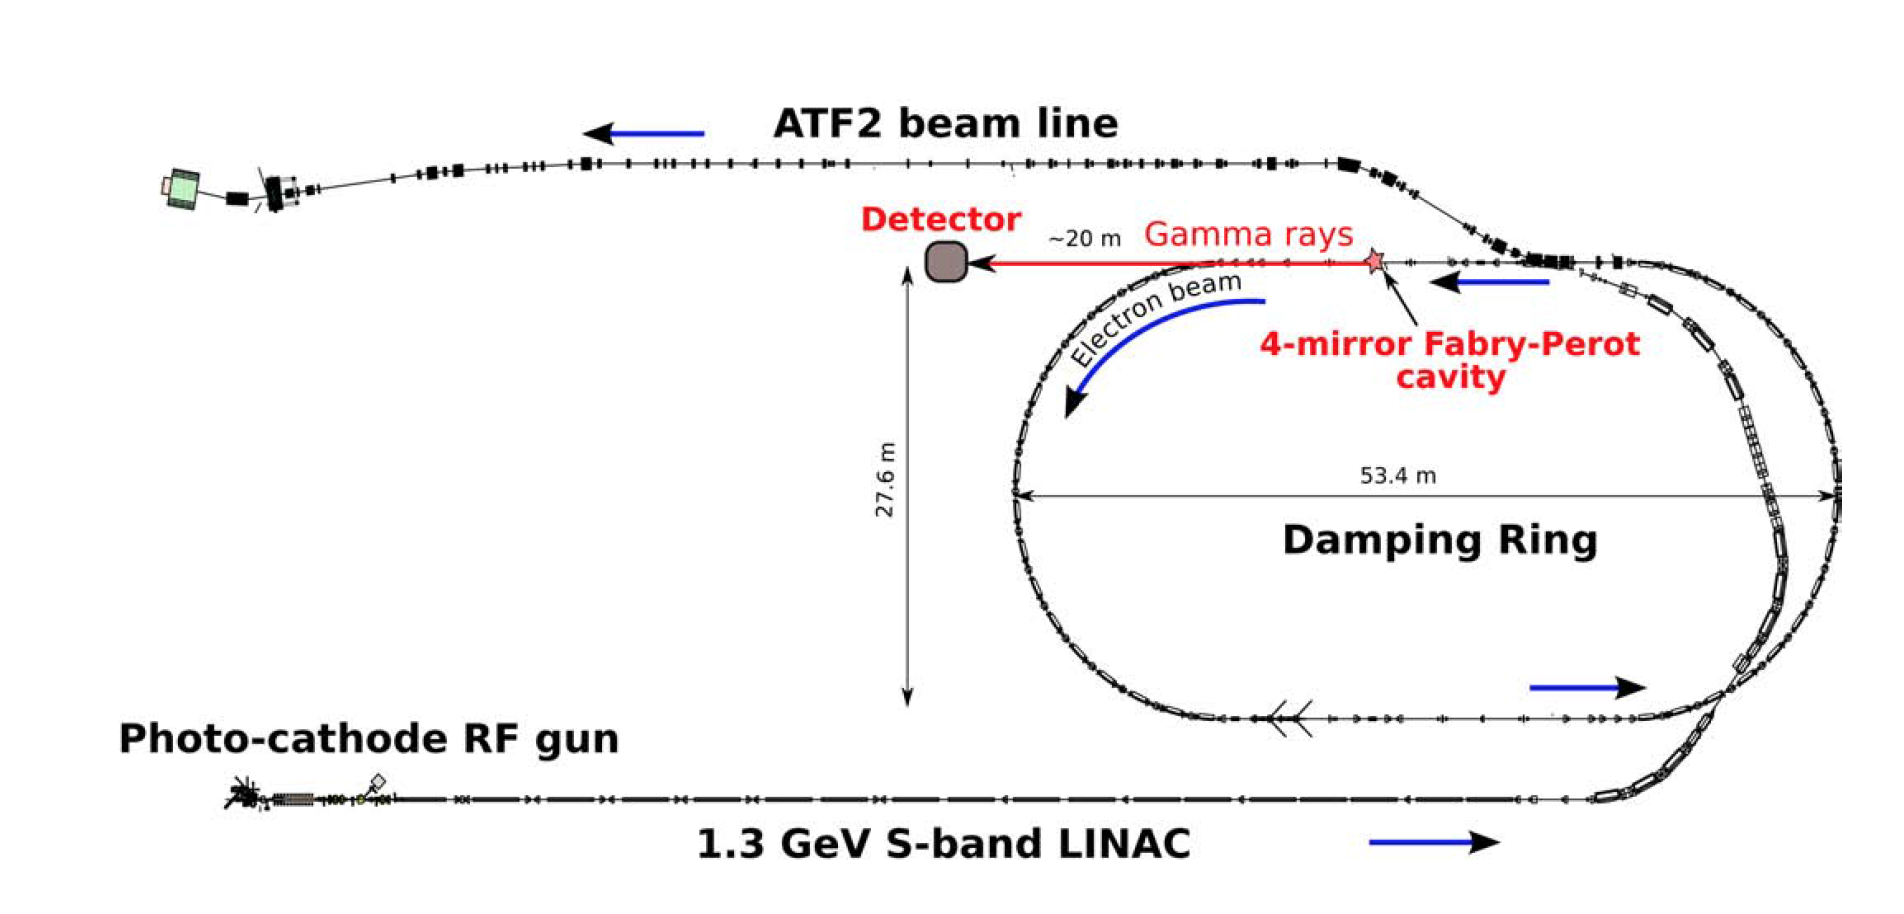 ATF2 beam line
Detector
~20 m
Gamma rays
Electron beam
4-mirror Fabry-Perot
cavity
27.6 m
53.4 m
Damping Ring
Photo-cathode RF gun
1.3 GeV S-band LINAC